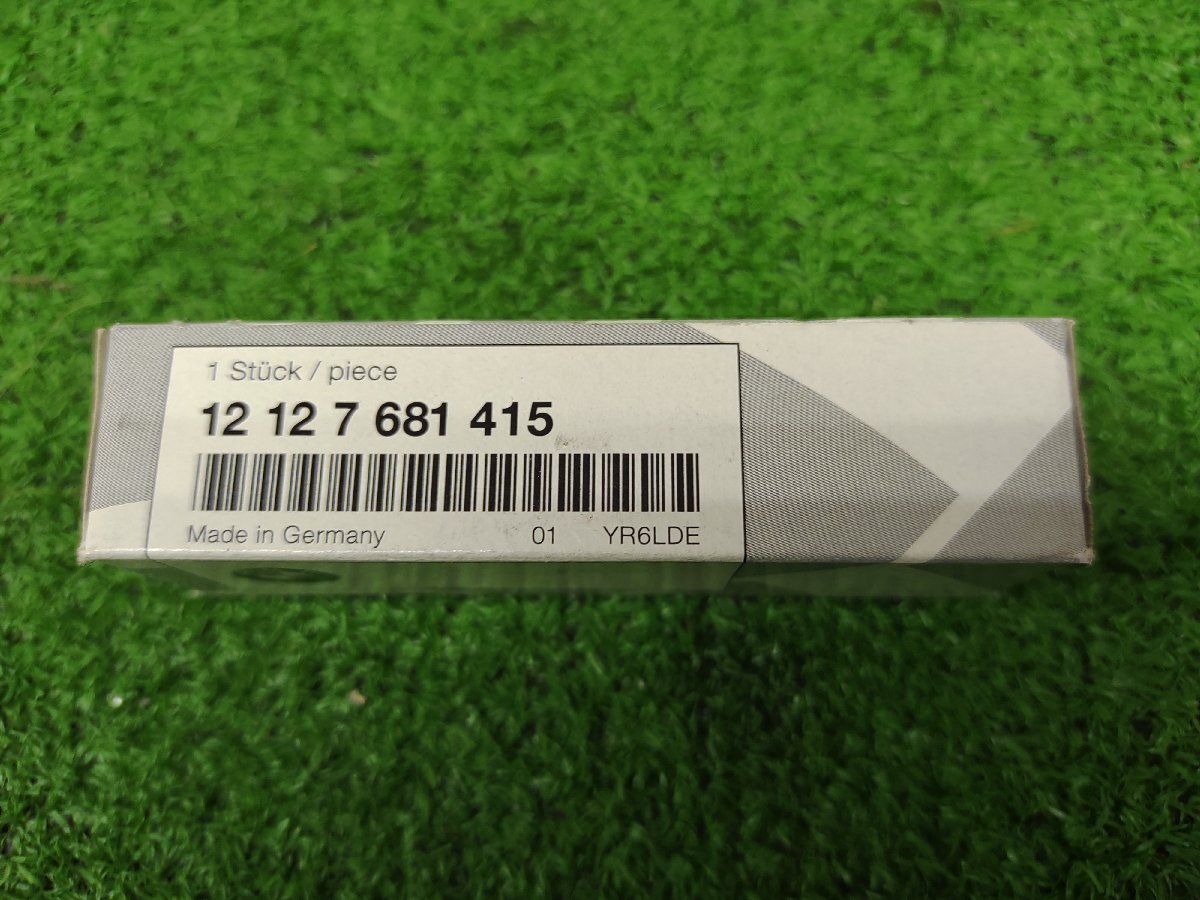 1 Stück / piece
12 12 7 681 415
Made in Germany 01 YR6LDE